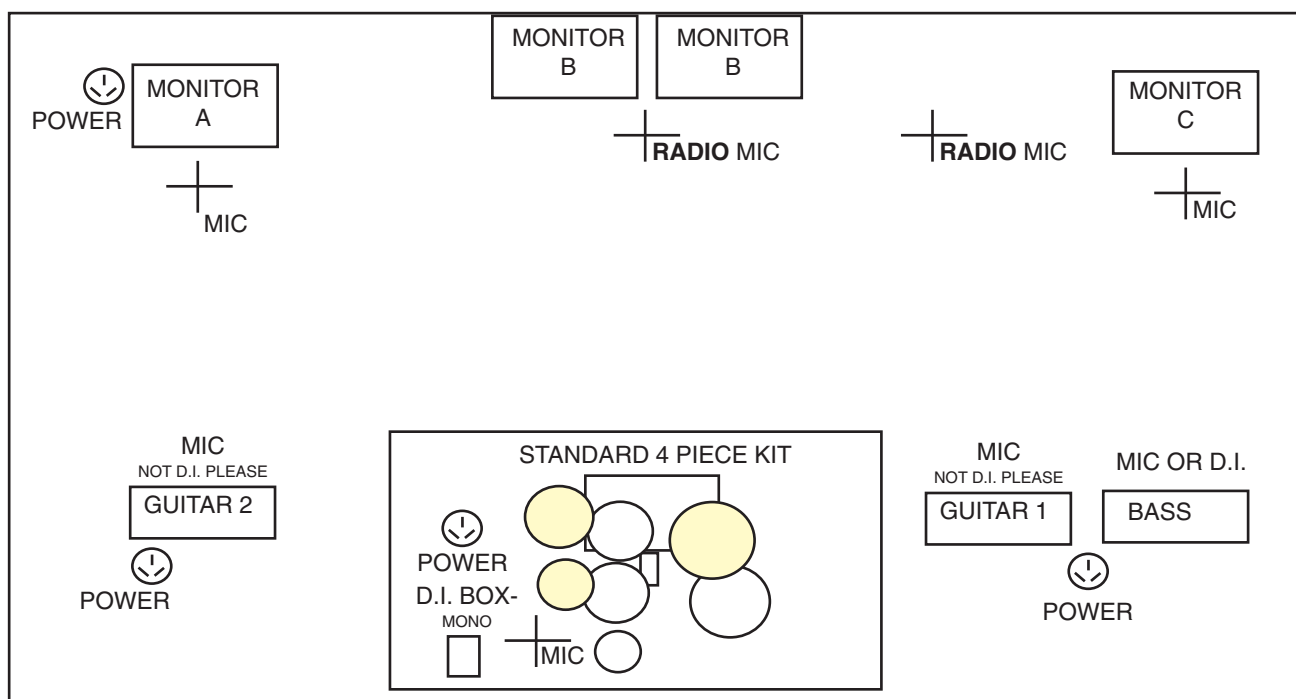 MONITOR
B
MONITOR
B
MONITOR
A
POWER
MONITOR
C
RADIO MIC
RADIO MIC
MIC
MIC
MIC
NOT D.I. PLEASE
GUITAR 2
POWER
STANDARD 4 PIECE KIT
POWER
D.I. BOX-
MONO
MIC
MIC
NOT D.I. PLEASE
GUITAR 1
MIC OR D.I.
BASS
POWER